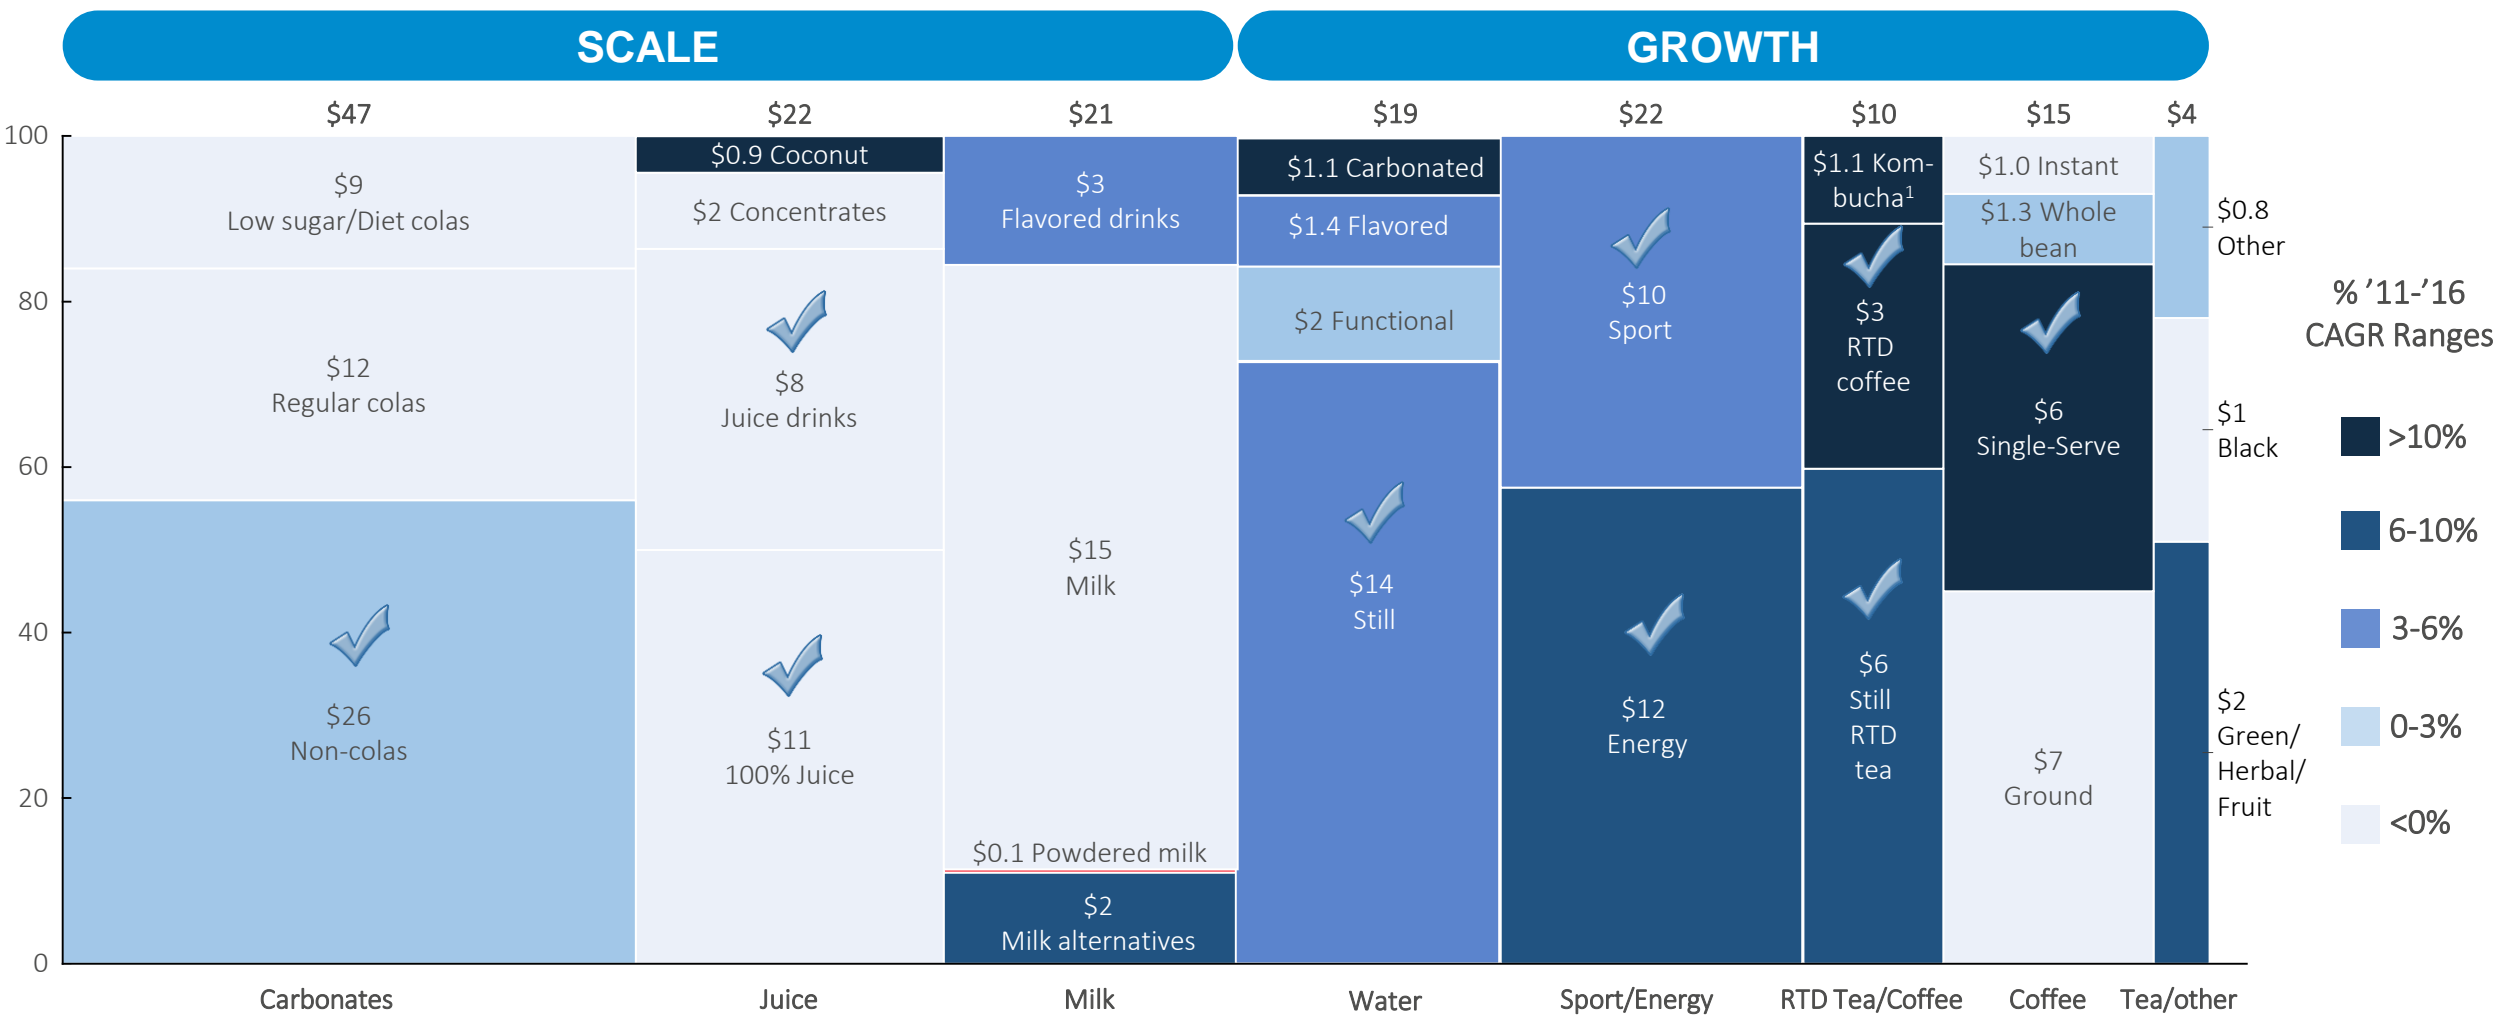 SCALE
GROWTH
$47
$22
$21
$19
$22
$10
$15
$4
100
80
60
40
20
0
$9
Low sugar/Diet colas
$12
Regular colas
$26
Non-colas
$0.9 Coconut
$2 Concentrates
$8
Juice drinks
$11
100% Juice
$3
Flavored drinks
$15
Milk
$0.1 Powdered milk
$2
Milk alternatives
$1.1 Carbonated
$1.4 Flavored
$2 Functional
$14
Still
$10
Sport
$12
Energy
$1.1 Kom-
bucha¹
$3
RTD
coffee
$6
Still
RTD
tea
$1.0 Instant
$1.3 Whole
bean
$6
Single-Serve
$7
Ground
$0.8
Other
$1
Black
$2
Green/
Herbal/
Fruit
% ’11-’16
CAGR Ranges
>10%
6-10%
3-6%
0-3%
<0%
Carbonates
Juice
Milk
Water
Sport/Energy
RTD Tea/Coffee
Coffee
Tea/other